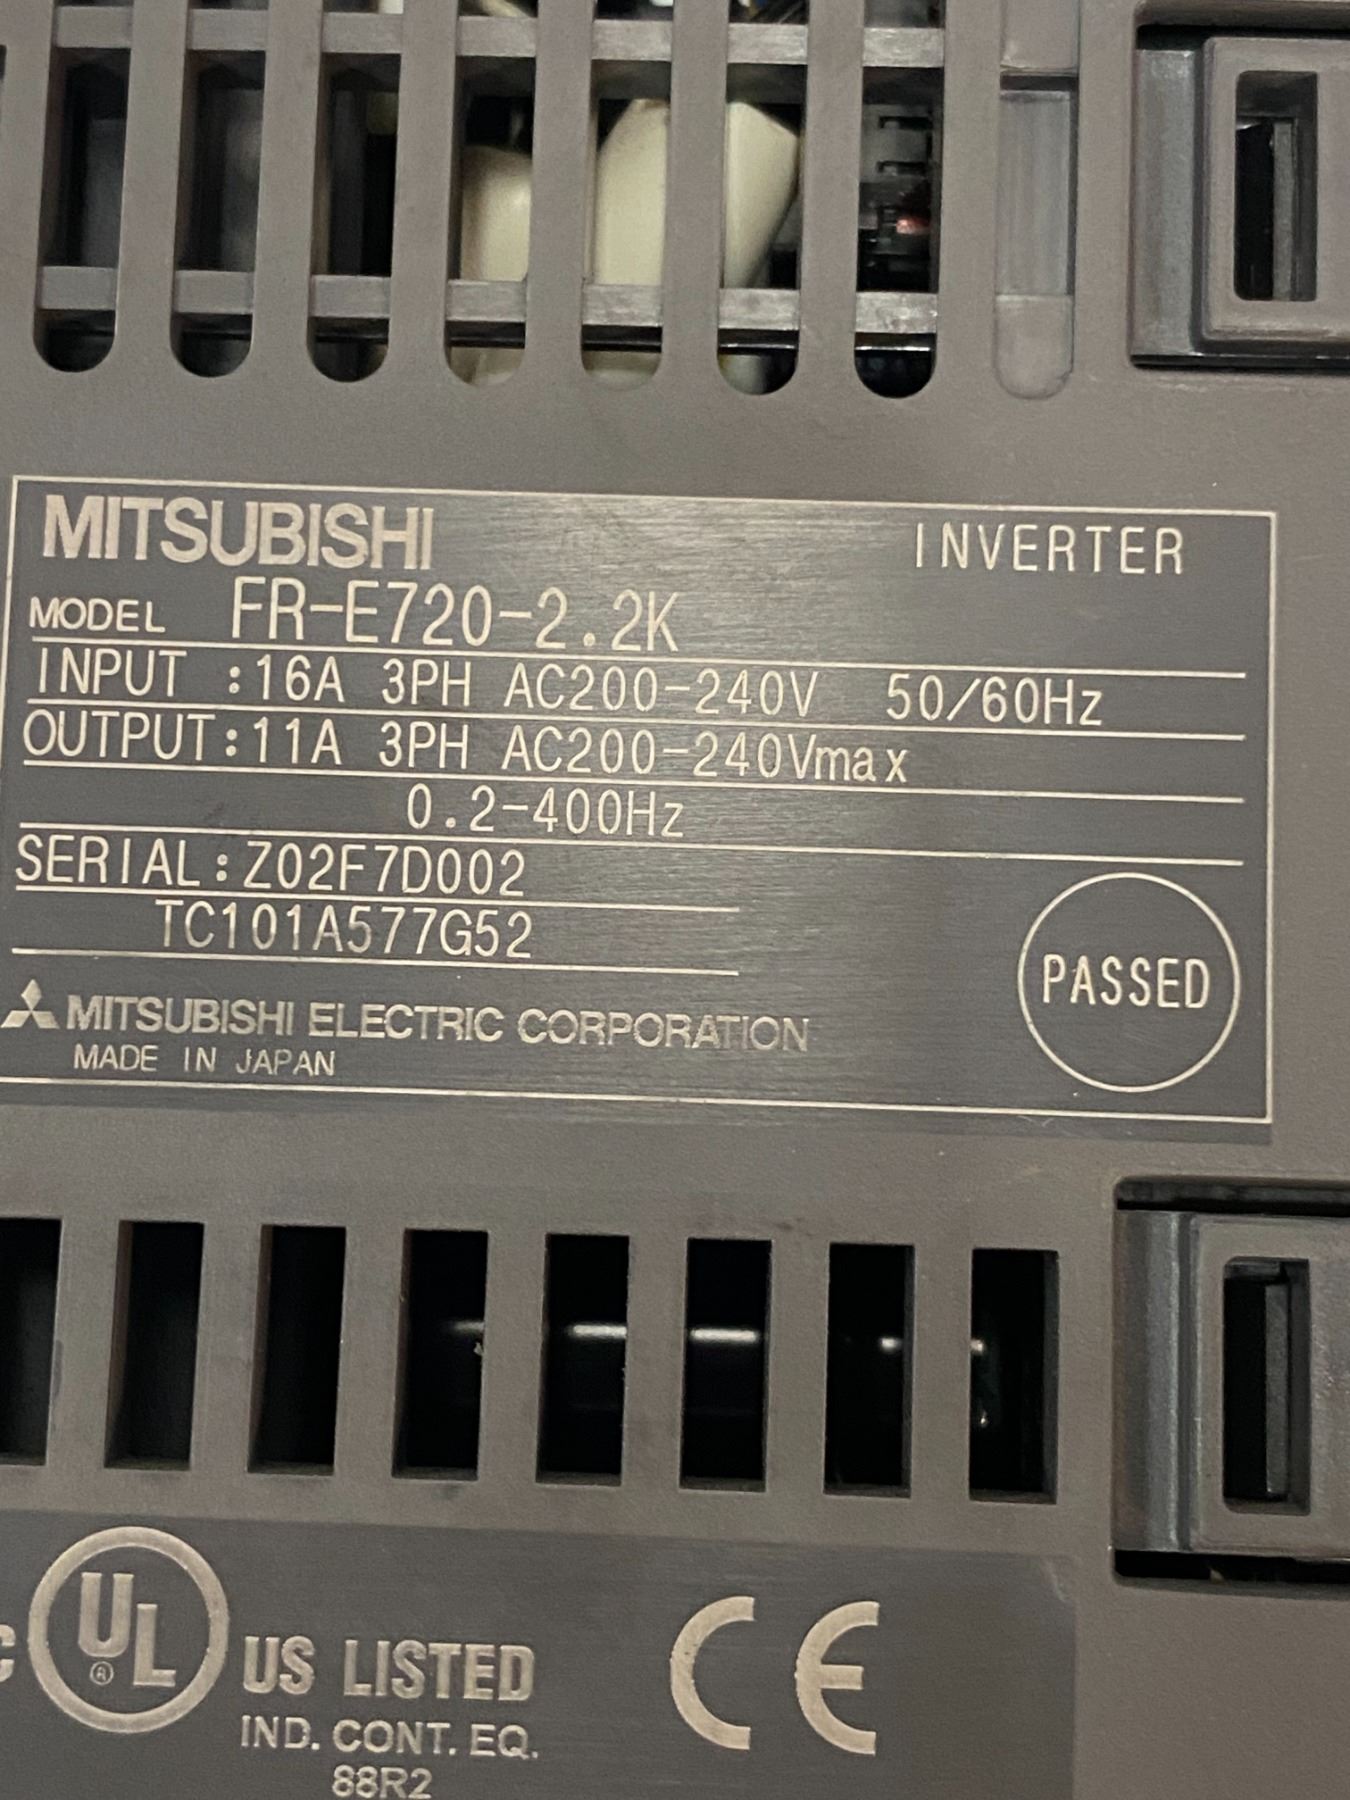 MITSUBISHI
INVERTER
MODEL FR-E720-2.2K
INPUT :16A 3PH AC200-240V 50/60Hz
OUTPUT:11A 3PH AC200-240Vmax
0.2-400Hz
SERIAL:Z02F7D002
TC101A577G52
PASSED
MITSUBISHI ELECTRIC CORPORATION
MADE IN JAPAN
C UL ® US LISTED
CE
IND. CONT. EQ.
88R2